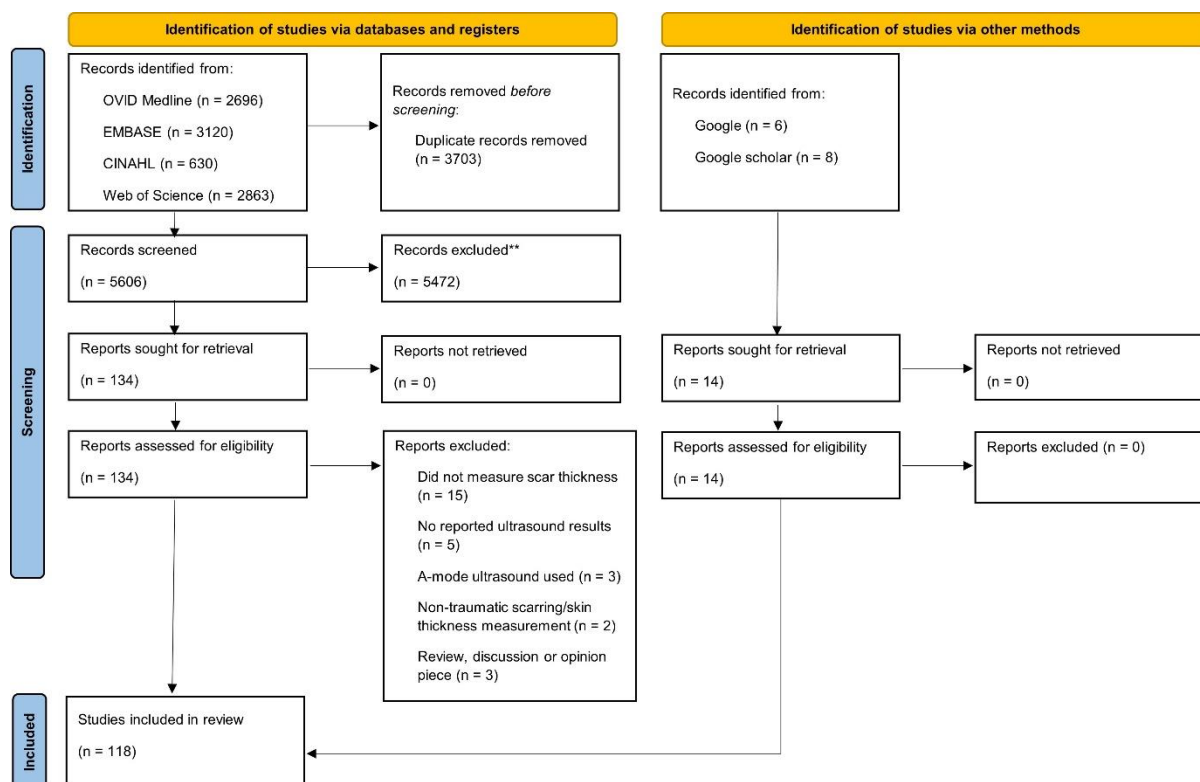 Identification of studies via databases and registers
Identification of studies via other methods
Identification
Records identified from:
OVID Medline (n = 2696)
EMBASE (n = 3120)
CINAHL (n = 630)
Web of Science (n = 2863)
Records removed before
screening:
Duplicate records removed
(n = 3703)
Records identified from:
Google (n = 6)
Google scholar (n = 8)
Screening
Records screened
(n = 5606)
Records excluded**
(n = 5472)
Reports sought for retrieval
(n = 134)
Reports not retrieved
(n = 0)
Reports sought for retrieval
(n = 14)
Reports not retrieved
(n = 0)
Reports assessed for eligibility
(n = 134)
Reports excluded:
Did not measure scar thickness
(n = 15)
No reported ultrasound results
(n = 5)
A-mode ultrasound used (n = 3)
Non-traumatic scarring/skin
thickness measurement (n = 2)
Review, discussion or opinion
piece (n = 3)
Reports assessed for eligibility
(n = 14)
Reports excluded (n = 0)
Included
Studies included in review
(n = 118)